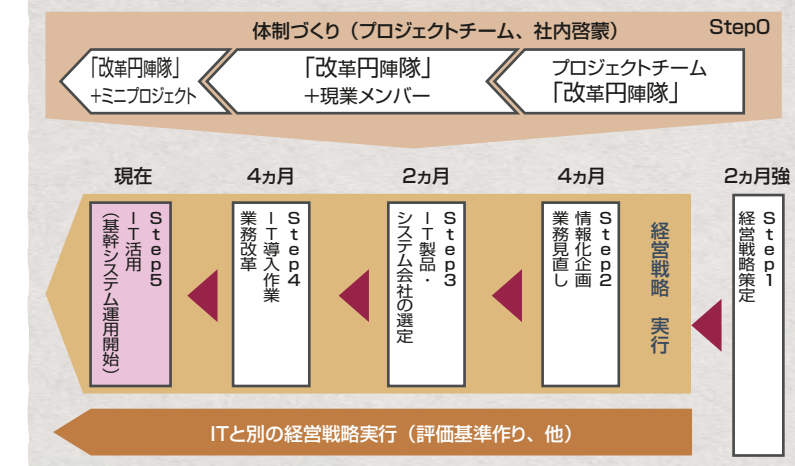 体制づくり（プロジェクトチーム、社内啓蒙）
Step0
プロジェクトチーム
「改革円陣隊」
「改革円陣隊」
+現業メンバー
「改革円陣隊」
+ミニプロジェクト
2ヵ月強
4ヵ月
2ヵ月
4ヵ月
現在
Step1
経営戦略策定
経営戦略 実行
Step2
情報化企画
業務見直し
Step3
IT製品・
システム会社の選定
Step4
IT導入作業
業務改革
Step5
IT活用
（基幹システム運用開始）
ITと別の経営戦略実行（評価基準作り、他）